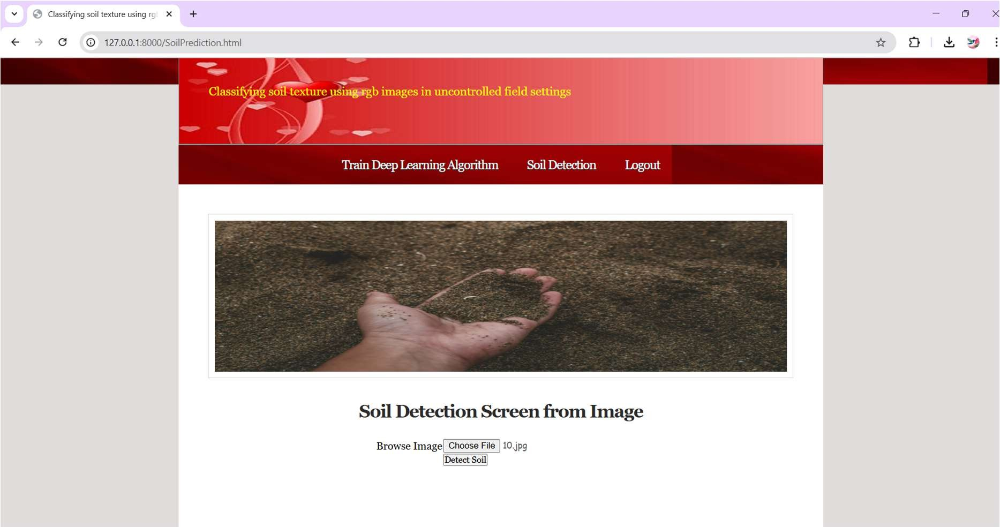 Classifying soil texture using rg
127.0.0.1:8000/SoilPrediction.html
Classifying soil texture using rgb images in uncontrolled field settings
Train Deep Learning Algorithm Soil Detection Logout
Soil Detection Screen from Image
Browse Image Choose File 10.jpg
Detect Soil